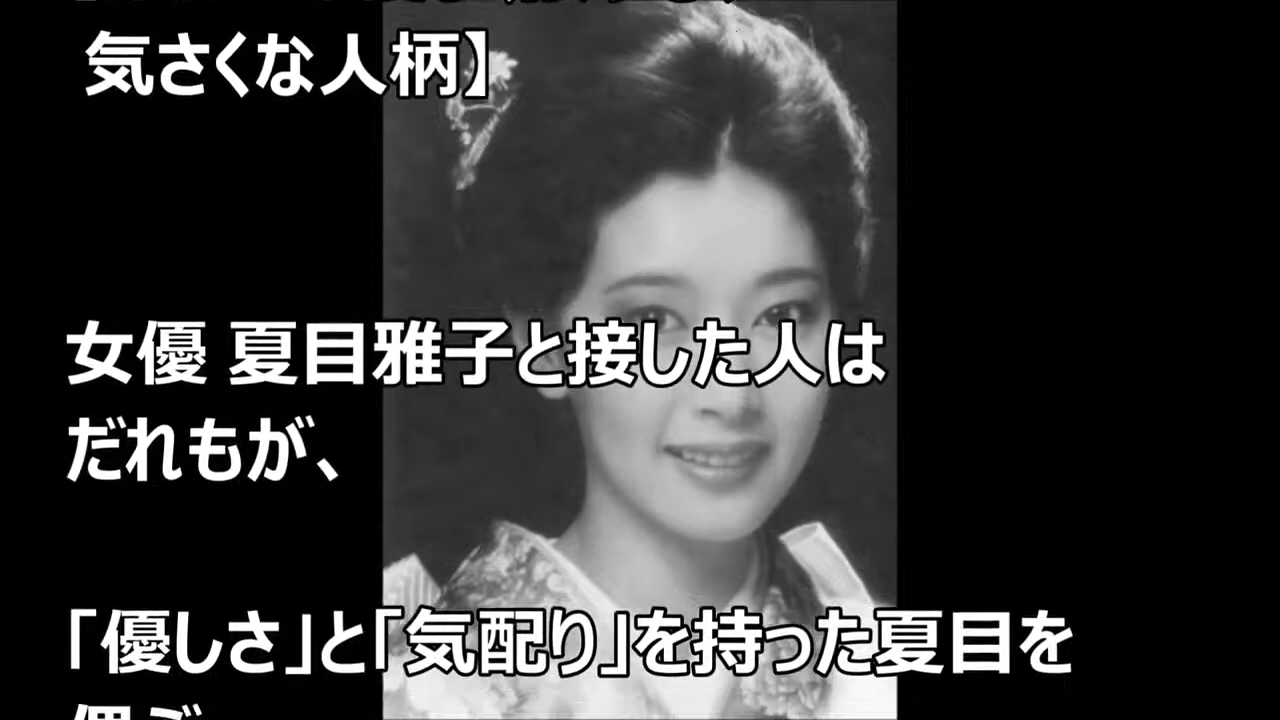 気さくな人柄】
女優 夏目雅子と接した人は
だれもが、
「優しさ」と「気配り」を持った夏目を